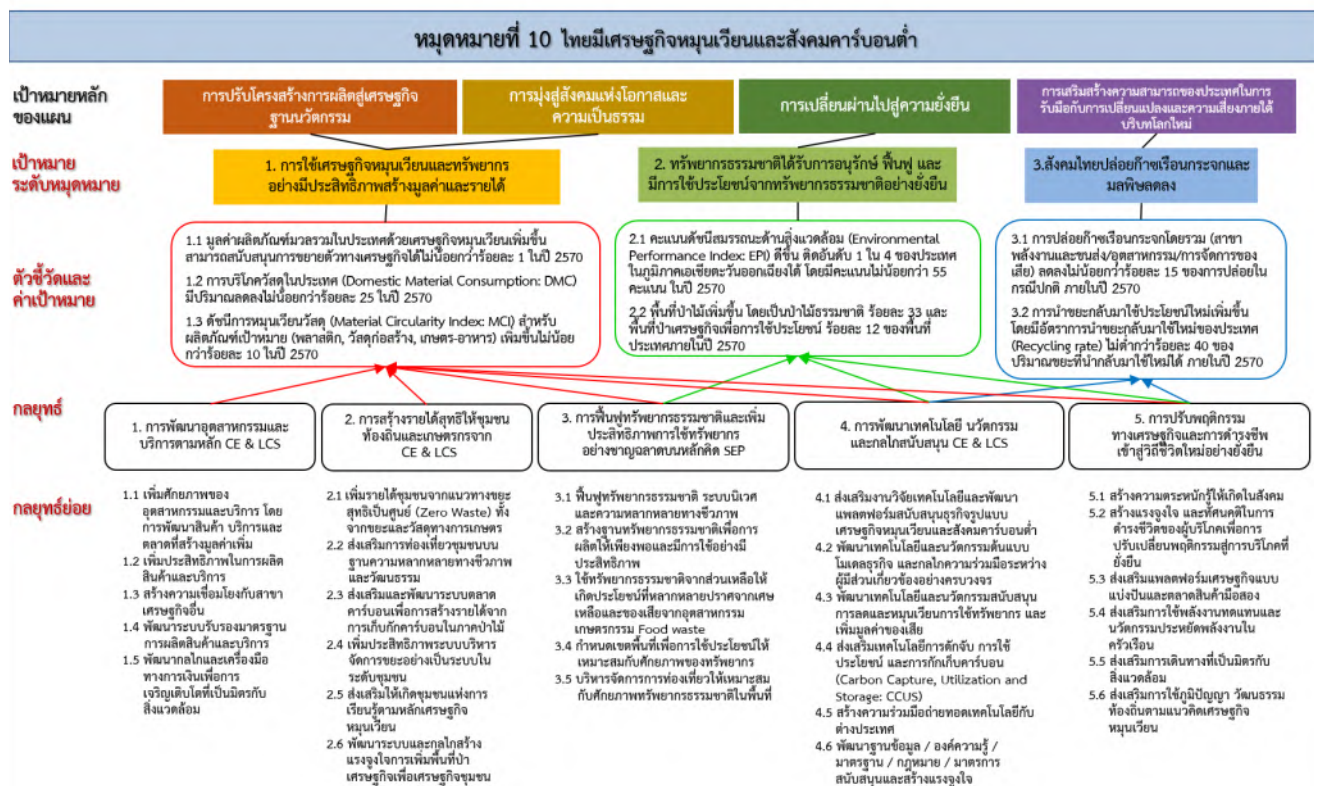 หมุดหมายที่ 10 ไทยมีเศรษฐกิจหมุนเวียนและสังคมคาร์บอนต่ำ
เป้าหมายหลัก
ของแผน
การปรับโครงสร้างการผลิตสู่เศรษฐกิจ
ฐานนวัตกรรม
การมุ่งสู่สังคมแห่งโอกาสและ
ความเป็นธรรม
การเปลี่ยนผ่านไปสู่ความยั่งยืน
การเสริมสร้างความสามารถของประเทศในการ
รับมือกับการเปลี่ยนแปลงและความเสี่ยงภายใต้
บริบทโลกใหม่
เป้าหมาย
ระดับหมุดหมาย
1. การใช้เศรษฐกิจหมุนเวียนและทรัพยากร
อย่างมีประสิทธิภาพสร้างมูลค่าและรายได้
2. ทรัพยากรธรรมชาติได้รับการอนุรักษ์ ฟื้นฟู และ
มีการใช้ประโยชน์จากทรัพยากรธรรมชาติอย่างยั่งยืน
3.สังคมไทยปล่อยก๊าซเรือนกระจกและ
มลพิษลดลง
ตัวชี้วัดและ
ค่าเป้าหมาย
1.1 มูลค่าผลิตภัณฑ์มวลรวมในประเทศด้วยเศรษฐกิจหมุนเวียนเพิ่มขึ้น
สามารถสนับสนุนการขยายตัวทางเศรษฐกิจได้ไม่น้อยกว่าร้อยละ 1 ในปี 2570
1.2 การบริโภควัสดุในประเทศ (Domestic Material Consumption: DMC)
มีปริมาณลดลงไม่น้อยกว่าร้อยละ 25 ในปี 2570
1.3 ดัชนีการหมุนเวียนวัสดุ (Material Circularity Index: MCI) สำหรับ
ผลิตภัณฑ์เป้าหมาย (พลาสติก, วัสดุก่อสร้าง, เกษตร-อาหาร) เพิ่มขึ้นไม่น้อย
กว่าร้อยละ 10 ในปี 2570
2.1 คะแนนดัชนีสมรรถนะด้านสิ่งแวดล้อม (Environmental
Performance Index: EPI) ดีขึ้น ติดอันดับ 1 ใน 4 ของประเทศ
ในภูมิภาคเอเชียตะวันออกเฉียงใต้ โดยมีคะแนนไม่น้อยกว่า 55
คะแนน ในปี 2570
2.2 พื้นที่ป่าไม้เพิ่มขึ้น โดยเป็นป่าไม้ธรรมชาติ ร้อยละ 33 และ
พื้นที่ป่าเศรษฐกิจเพื่อการใช้ประโยชน์ ร้อยละ 12 ของพื้นที่
ประเทศภายในปี 2570
3.1 การปล่อยก๊าซเรือนกระจกโดยรวม (สาขา
พลังงานและขนส่ง/อุตสาหกรรม/การจัดการของ
เสีย) ลดลงไม่น้อยกว่าร้อยละ 15 ของการปล่อยใน
กรณีปกติ ภายในปี 2570
3.2 การนำขยะกลับมาใช้ประโยชน์ใหม่เพิ่มขึ้น
โดยมีอัตราการนำขยะกลับมาใช้ใหม่ของประเทศ
(Recycling rate) ไม่ต่ำกว่าร้อยละ 40 ของ
ปริมาณขยะที่นำกลับมาใช้ใหม่ได้ ภายในปี 2570
กลยุทธ์
1. การพัฒนาอุตสาหกรรมและ
บริการตามหลัก CE & LCS
2. การสร้างรายได้สุทธิให้ชุมชน
ท้องถิ่นและเกษตรกรจาก
CE & LCS
3. การฟื้นฟูทรัพยากรธรรมชาติและเพิ่ม
ประสิทธิภาพการใช้ทรัพยากร
อย่างชาญฉลาดบนหลักคิด SEP
4. การพัฒนาเทคโนโลยี นวัตกรรม
และกลไกสนับสนุน CE & LCS
5. การปรับพฤติกรรม
ทางเศรษฐกิจและการดำรงชีพ
เข้าสู่วิถีชีวิตใหม่อย่างยั่งยืน
กลยุทธ์ย่อย
1.1 เพิ่มศักยภาพของ
อุตสาหกรรมและบริการ โดย
การพัฒนาสินค้า บริการและ
ตลาดที่สร้างมูลค่าเพิ่ม
1.2 เพิ่มประสิทธิภาพในการผลิต
สินค้าและบริการ
1.3 สร้างความเชื่อมโยงกับสาขา
เศรษฐกิจอื่น
1.4 พัฒนาระบบรับรองมาตรฐาน
การผลิตสินค้าและบริการ
1.5 พัฒนากลไกและเครื่องมือ
ทางการเงินเพื่อการ
เจริญเติบโตที่เป็นมิตรกับ
สิ่งแวดล้อม
2.1 เพิ่มรายได้ชุมชนจากแนวทางขยะ
สุทธิเป็นศูนย์ (Zero Waste) ทั้ง
จากขยะและวัสดุทางการเกษตร
2.2 ส่งเสริมการท่องเที่ยวชุมชนบน
ฐานความหลากหลายทางชีวภาพ
และวัฒนธรรม
2.3 ส่งเสริมและพัฒนาระบบตลาด
คาร์บอนเพื่อการสร้างรายได้จาก
การเก็บกักคาร์บอนในภาคป่าไม้
2.4 เพิ่มประสิทธิภาพระบบบริหาร
จัดการขยะอย่างเป็นระบบใน
ระดับชุมชน
2.5 ส่งเสริมให้เกิดชุมชนแห่งการ
เรียนรู้ตามหลักเศรษฐกิจ
หมุนเวียน
2.6 พัฒนาระบบและกลไกสร้าง
แรงจูงใจการเพิ่มพื้นที่ป่า
เศรษฐกิจเพื่อเศรษฐกิจชุมชน
3.1 ฟื้นฟูทรัพยากรธรรมชาติ ระบบนิเวศ
และความหลากหลายทางชีวภาพ
3.2 สร้างฐานทรัพยากรธรรมชาติเพื่อการ
ผลิตให้เพียงพอและมีการใช้อย่างมี
ประสิทธิภาพ
3.3 ใช้ทรัพยากรธรรมชาติจากส่วนเหลือให้
เกิดประโยชน์ที่หลากหลายปราศจากเศษ
เหลือและของเสียจากอุตสาหกรรม
เกษตรกรรม Food waste
3.4 กำหนดเขตพื้นที่เพื่อการใช้ประโยชน์ให้
เหมาะสมกับศักยภาพของทรัพยากร
3.5 บริหารจัดการการท่องเที่ยวให้เหมาะสม
กับศักยภาพทรัพยากรธรรมชาติในพื้นที่
4.1 ส่งเสริมงานวิจัยเทคโนโลยีและพัฒนา
แพลตฟอร์มสนับสนุนธุรกิจรูปแบบ
เศรษฐกิจหมุนเวียนและสังคมคาร์บอนต่ำ
4.2 พัฒนาเทคโนโลยีและนวัตกรรมต้นแบบ
โมเดลธุรกิจ และกลไกความร่วมมือระหว่าง
ผู้มีส่วนเกี่ยวข้องอย่างครบวงจร
4.3 พัฒนาเทคโนโลยีและนวัตกรรมสนับสนุน
การลดและหมุนเวียนการใช้ทรัพยากร และ
เพิ่มมูลค่าของเสีย
4.4 ส่งเสริมเทคโนโลยีการดักจับ การใช้
ประโยชน์ และการกักเก็บคาร์บอน
(Carbon Capture, Utilization and
Storage: CCUS)
4.5 สร้างความร่วมมือถ่ายทอดเทคโนโลยีกับ
ต่างประเทศ
4.6 พัฒนาฐานข้อมูล / องค์ความรู้ /
มาตรฐาน / กฎหมาย / มาตรการ
สนับสนุนและสร้างแรงจูงใจ
5.1 สร้างความตระหนักรู้ให้เกิดในสังคม
5.2 สร้างแรงจูงใจ และทัศนคติในการ
ดำรงชีวิตของผู้บริโภคเพื่อการ
ปรับเปลี่ยนพฤติกรรมสู่การบริโภคที่
ยั่งยืน
5.3 ส่งเสริมแพลตฟอร์มเศรษฐกิจแบบ
แบ่งปันและตลาดสินค้ามือสอง
5.4 ส่งเสริมการใช้พลังงานทดแทนและ
นวัตกรรมประหยัดพลังงานใน
ครัวเรือน
5.5 ส่งเสริมการเดินทางที่เป็นมิตรกับ
สิ่งแวดล้อม
5.6 ส่งเสริมการใช้ภูมิปัญญา วัฒนธรรม
ท้องถิ่นตามแนวคิดเศรษฐกิจ
หมุนเวียน